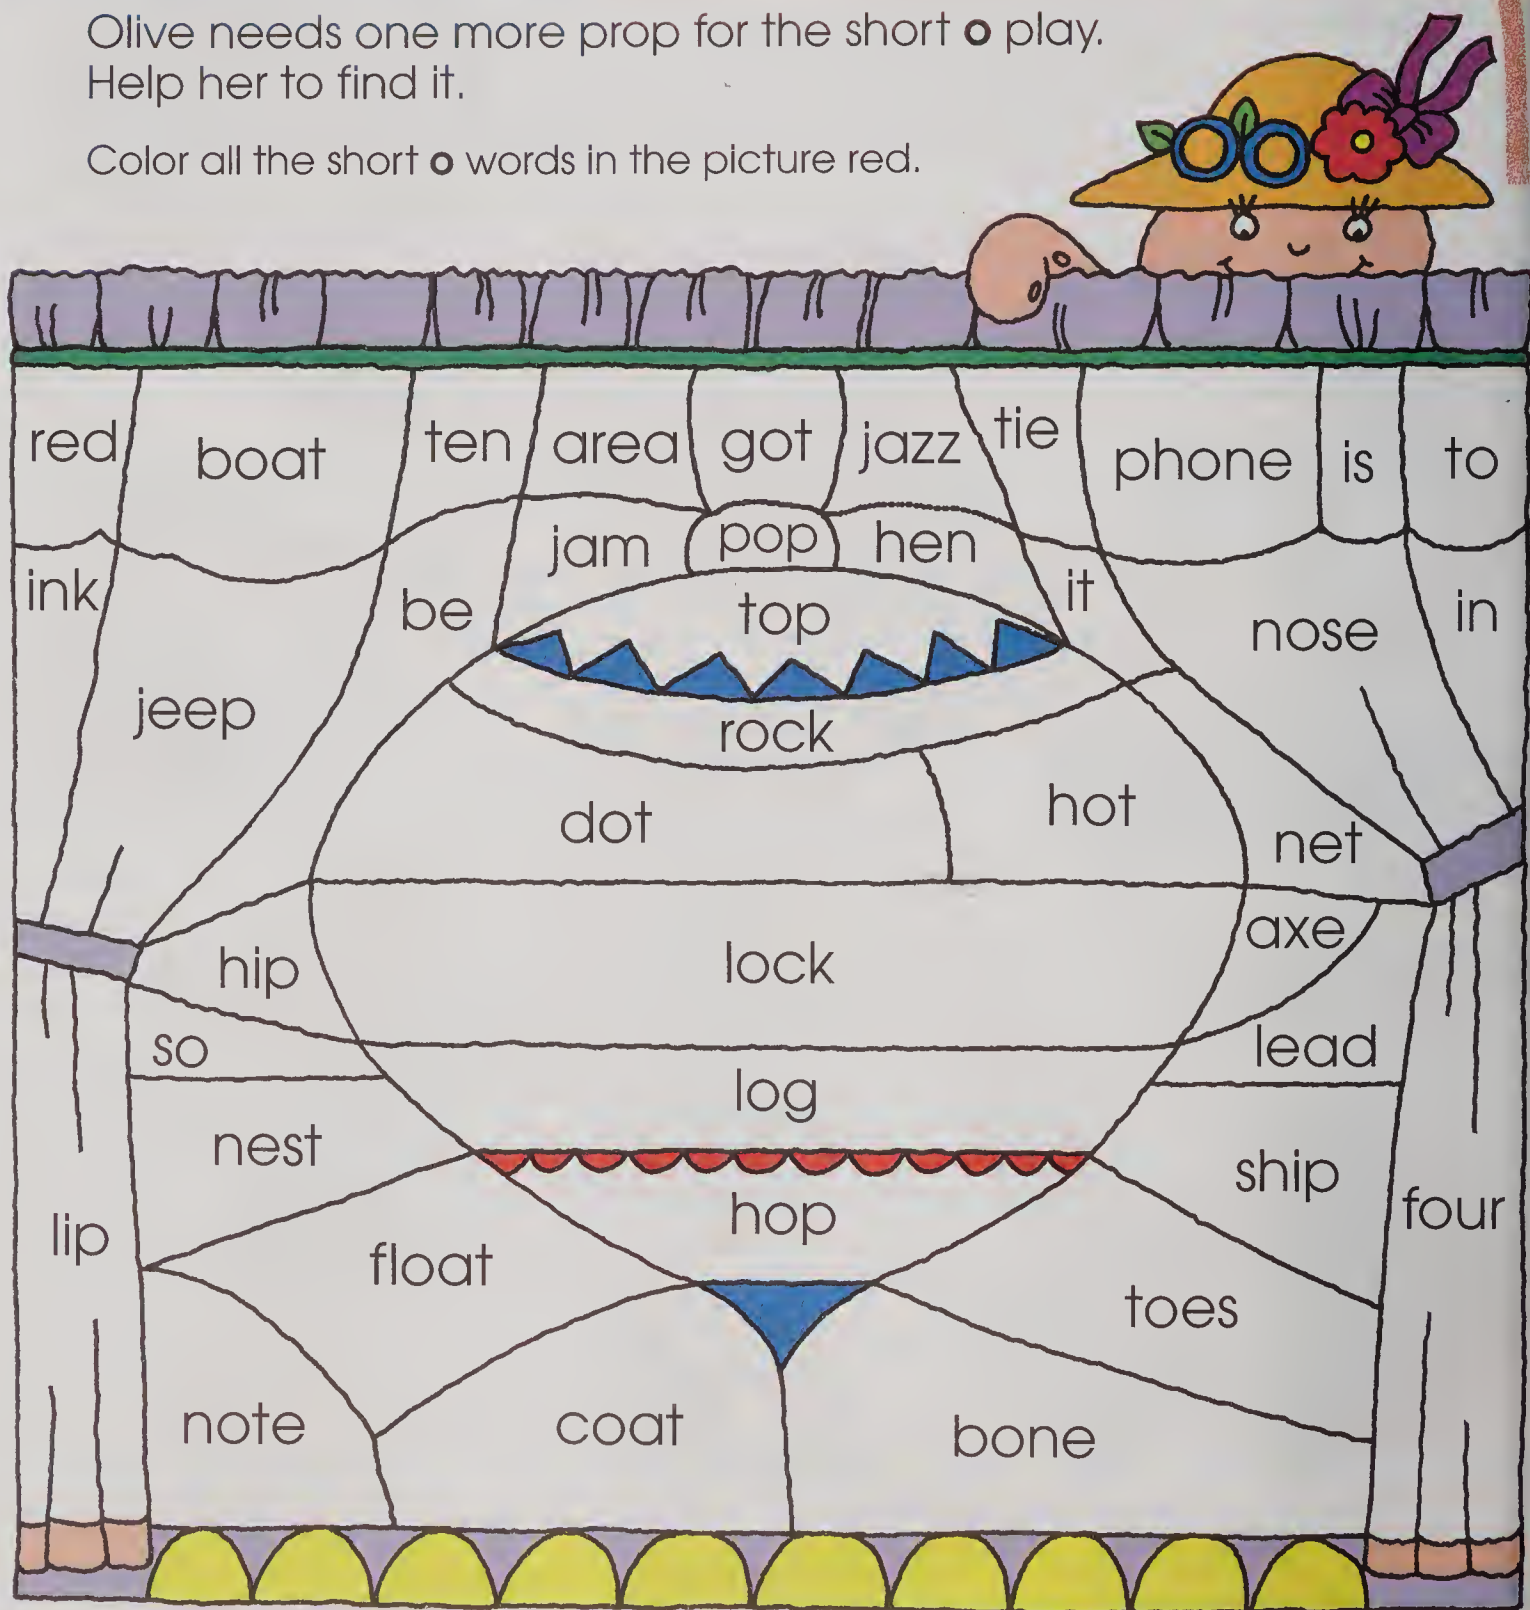 Olive needs one more prop for the short o play.
Help her to find it.
Color all the short o words in the picture red.
red boat ten area got jazz tie phone is to
jam pop hen
ink be top it nose in
jeep rock
dot hot net
hip lock axe
so log lead
nest ship
lip float hop toes four
note coat bone